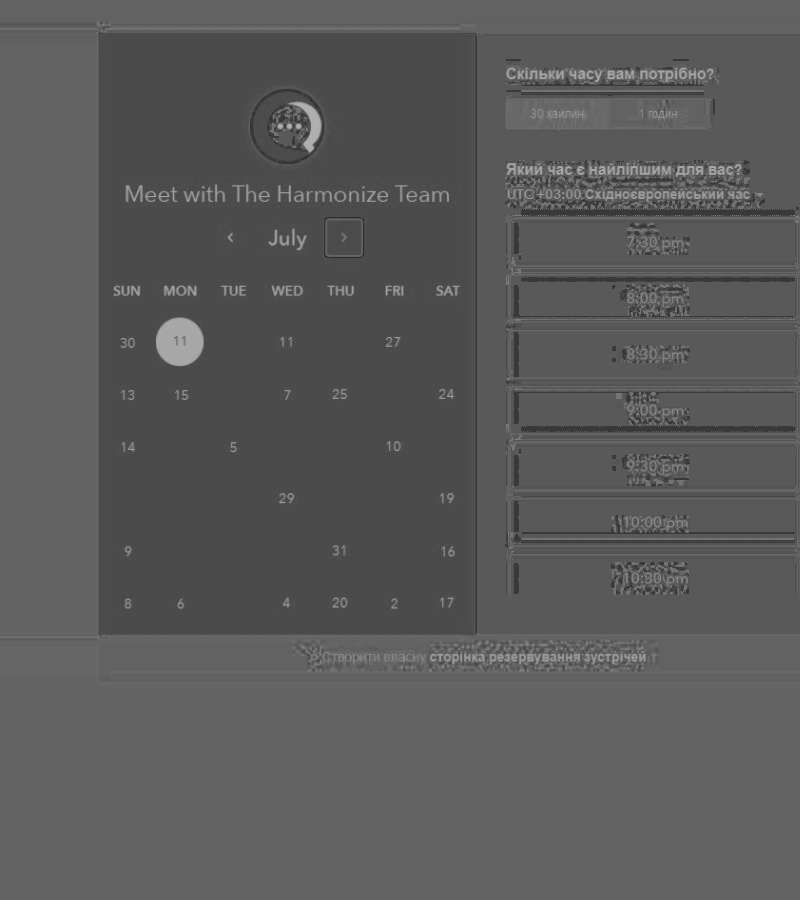 Meet with The Harmonize Team
July
SUN MON TUE WED THU FRI SAT
30 11 11 27
13 15 7 25 24
14 5 10
29 19
9 31 16
8 6 4 20 2 17
Скільки часу вам потрібно?
30 хвилин 1 годин
Який час є найліпшим для вас?
UTC +03:00 Східноєвропейський час
7:30 pm
8:00 pm
8:30 pm
9:00 pm
9:30 pm
10:00 pm
10:30 pm
Створити власну сторінка резервування зустрічей